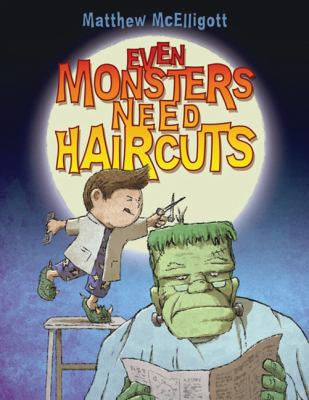 Matthew McElligott
EVEN
MONSTERS
NEED
HAIRCUTS